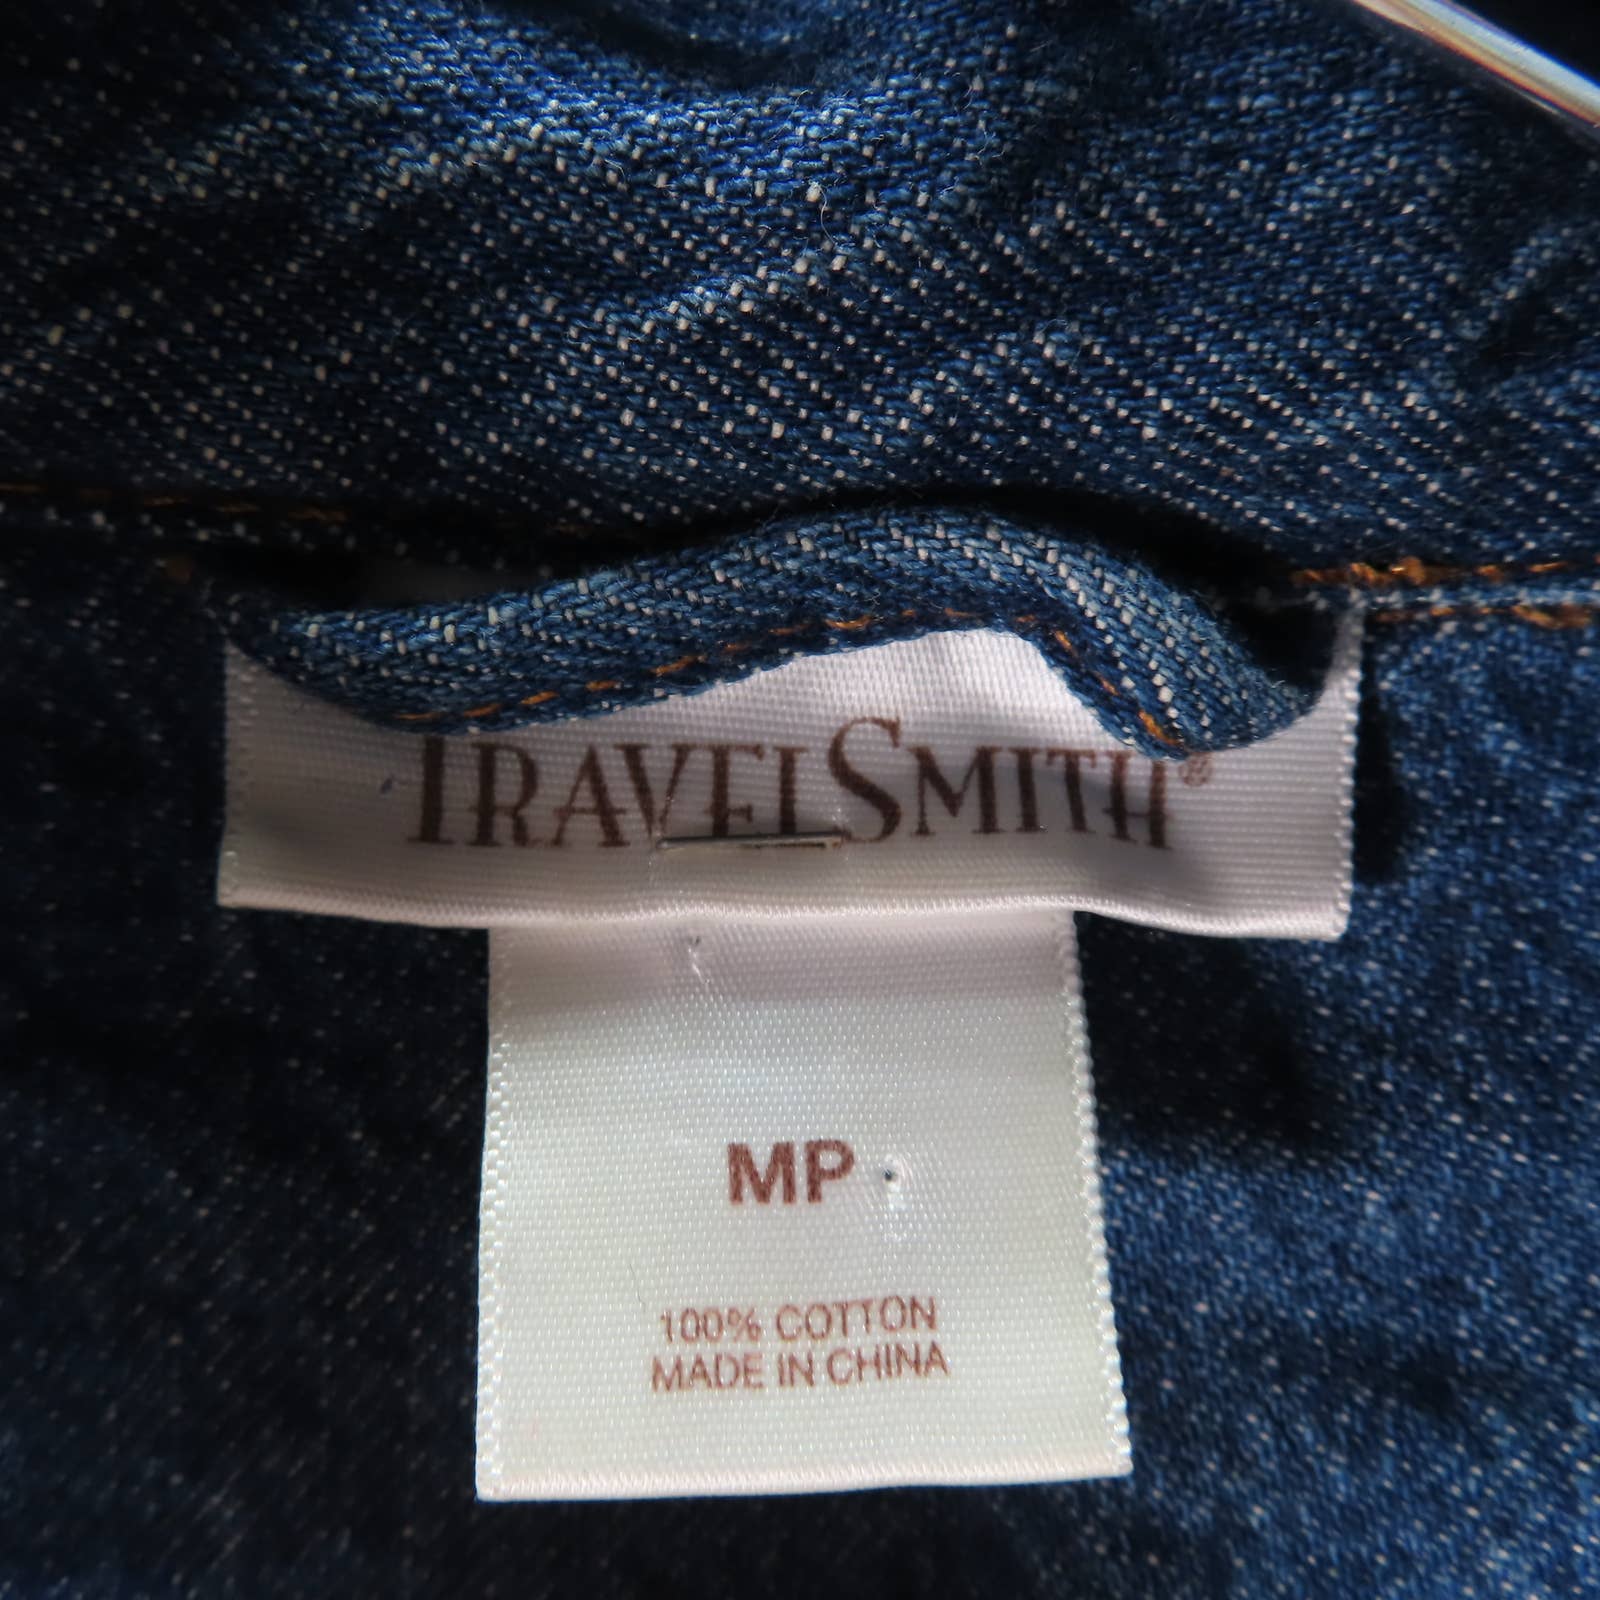 TRAVELSMITH®
MP
100% COTTON
MADE IN CHINA